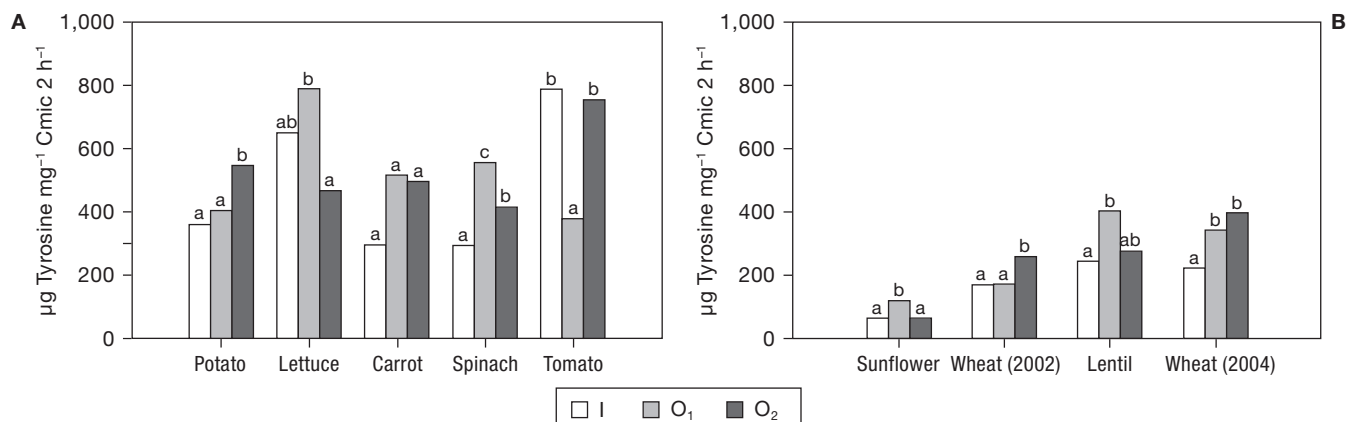 A
µg Tyrosine mg⁻¹ Cmic 2 h⁻¹
1,000
800
600
400
200
0
a a b
ab b a
a a a
a c b
b a b
Potato Lettuce Carrot Spinach Tomato
B
µg Tyrosine mg⁻¹ Cmic 2 h⁻¹
1,000
800
600
400
200
0
a b a
a a b
a b ab
a b b
Sunflower Wheat (2002) Lentil Wheat (2004)
I O₁ O₂